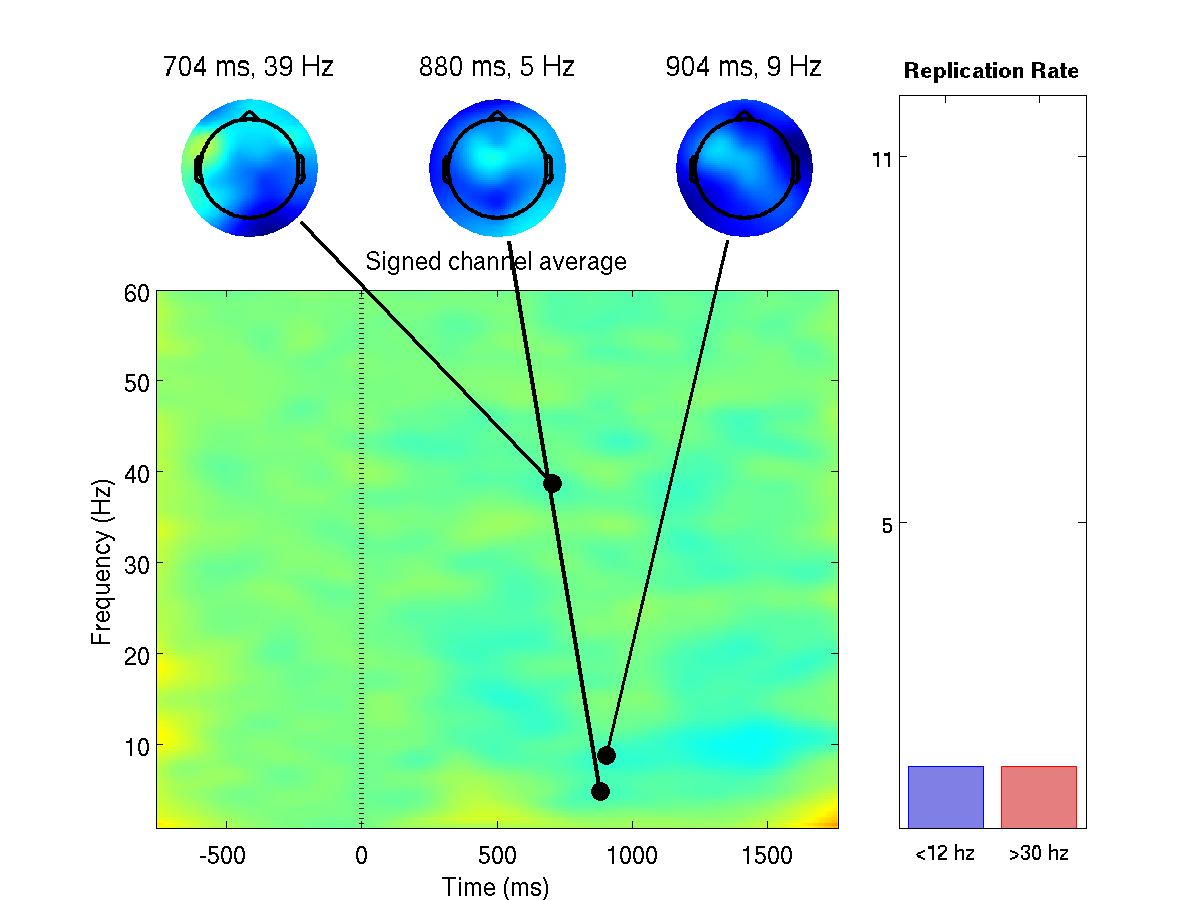 704 ms, 39 Hz
880 ms, 5 Hz
904 ms, 9 Hz
Replication Rate
Signed channel average
60
50
40
30
20
10
Frequency (Hz)
-500
0
500
1000
1500
Time (ms)
11
5
<12 hz
>30 hz